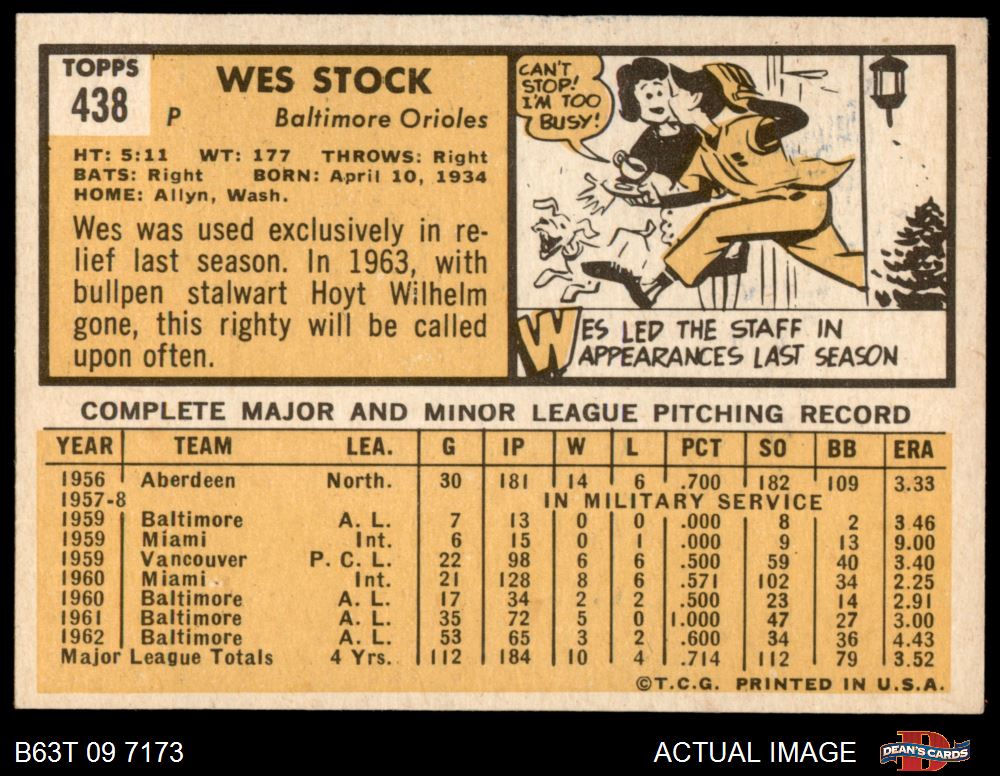 TOPPS
438
P
WES STOCK
Baltimore Orioles
HT: 5:11 WT: 177 THROWS: Right
BATS: Right BORN: April 10, 1934
HOME: Allyn, Wash.
Wes was used exclusively in re-
lief last season. In 1963, with
bullpen stalwart Hoyt Wilhelm
gone, this righty will be called
upon often.
CAN'T
STOP!
I'M TOO
BUSY!
WES LED THE STAFF IN
APPEARANCES LAST SEASON
COMPLETE MAJOR AND MINOR LEAGUE PITCHING RECORD
YEAR TEAM LEA. G IP W L PCT SO BB ERA
1956 Aberdeen North. 30 181 14 6 .700 182 109 3.33
1957-8 IN MILITARY SERVICE
1959 Baltimore A. L. 7 13 0 0 .000 8 2 3.46
1959 Miami Int. 6 15 0 1 .000 9 13 9.00
1959 Vancouver P. C. L. 22 98 6 6 .500 59 40 3.40
1960 Miami Int. 21 128 8 6 .571 102 34 2.25
1960 Baltimore A. L. 17 34 2 2 .500 23 14 2.91
1961 Baltimore A. L. 35 72 5 0 1.000 47 27 3.00
1962 Baltimore A. L. 53 65 3 2 .600 34 36 4.43
Major League Totals 4 Yrs. 112 184 10 4 .714 112 79 3.52
©T.C.G. PRINTED IN U.S.A.
B63T 09 7173
ACTUAL IMAGE
DEAN'S CARDS